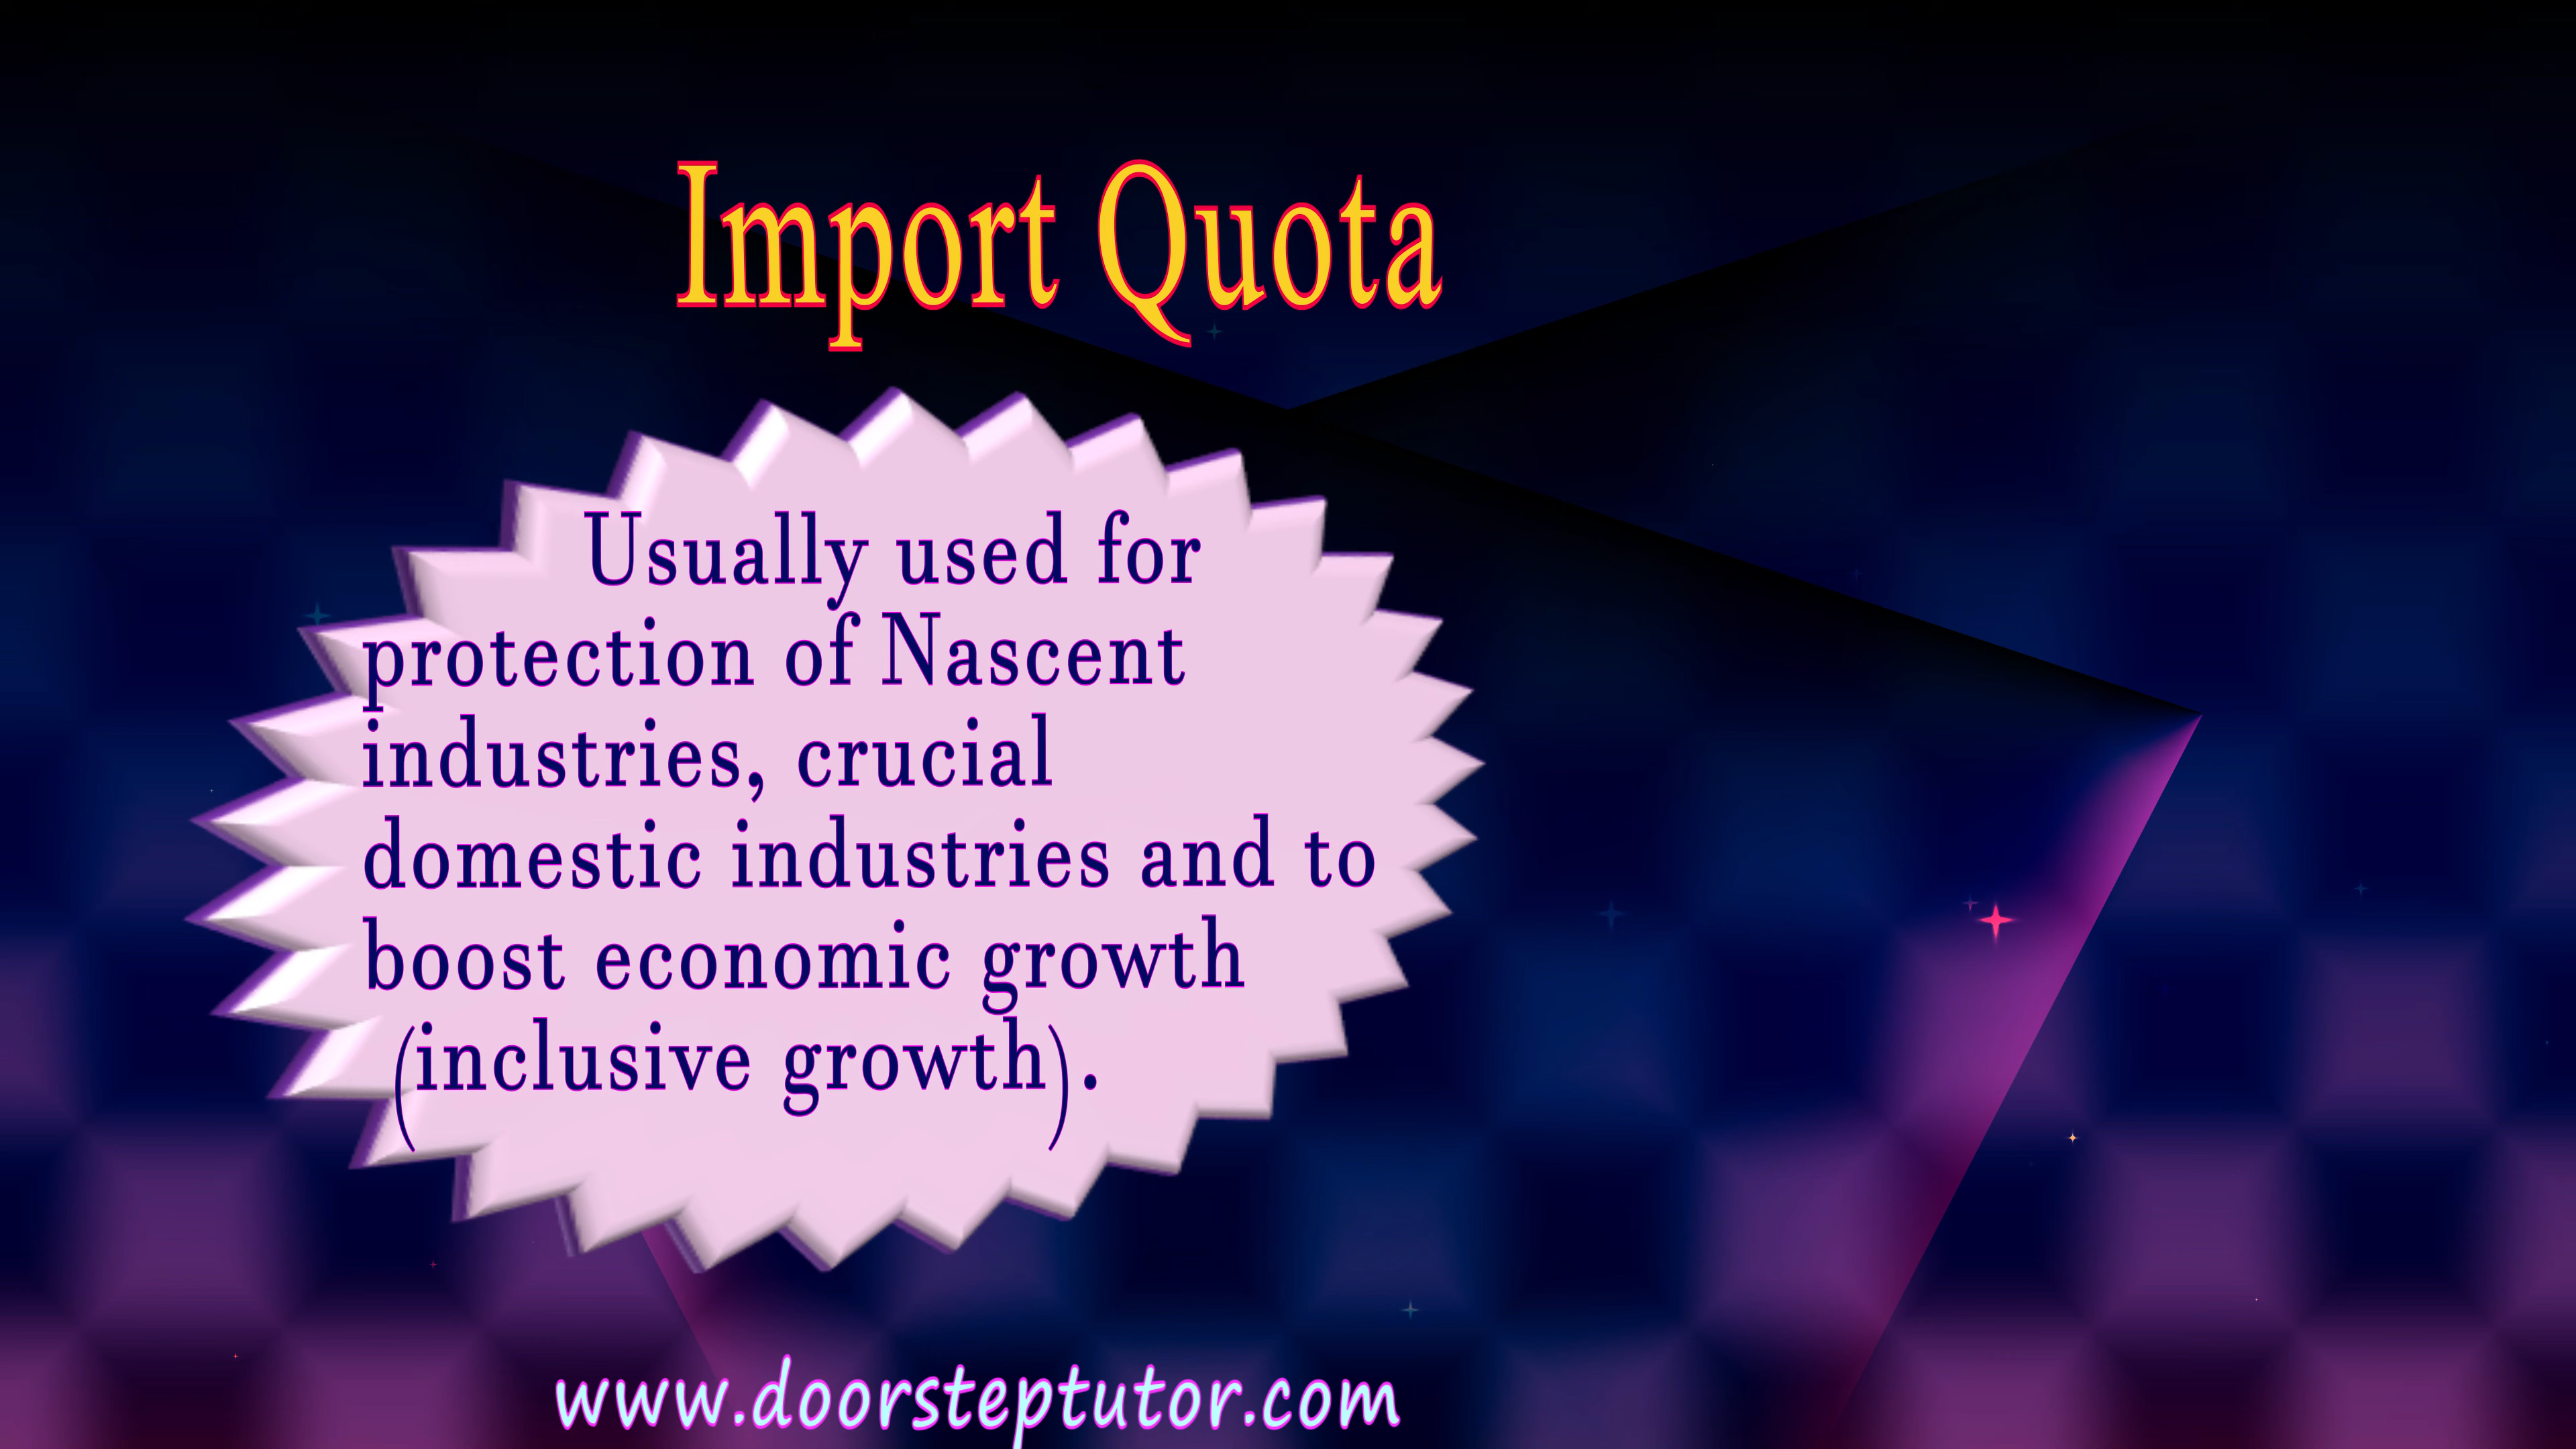 Import Quota
Usually used for
protection of Nascent
industries, crucial
domestic industries and to
boost economic growth
(inclusive growth).
www.doorsteptutor.com